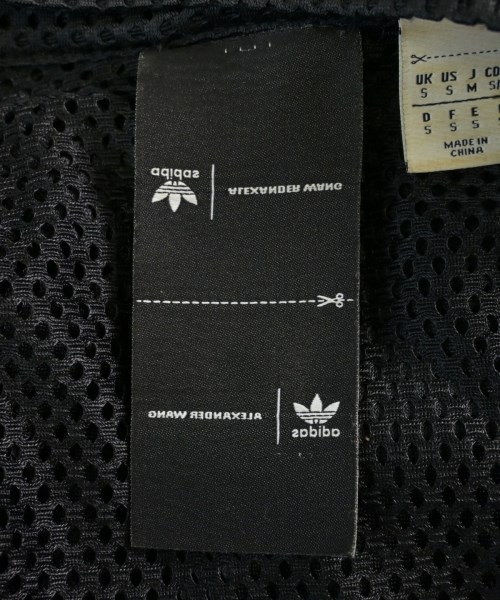 UK US J
S S M
D F E
S S S
MADE IN
CHINA
adidas | ALEXANDER WANG
ALEXANDER WANG | adidas